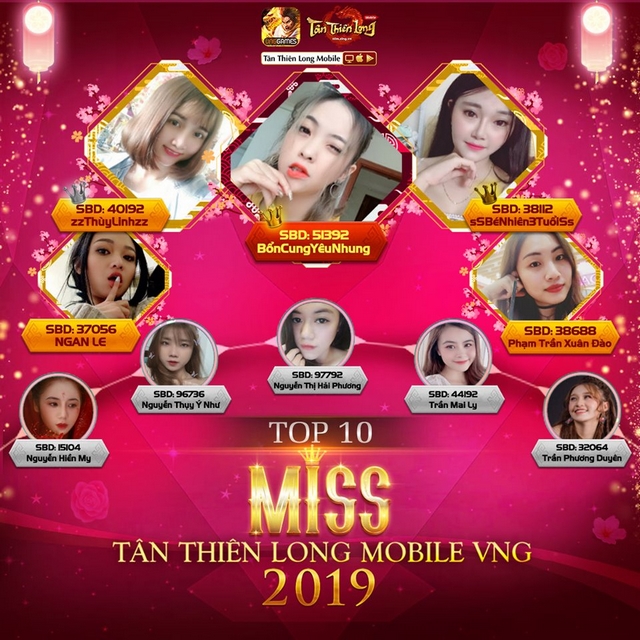 VNGGAMES
Tân Thiên Long
Tân Thiên Long Mobile
SBD: 40192
zzThùyLinhzz
SBD: 51392
BổnCungYêuNhung
SBD: 38112
sSBéNhiên3TuổiSs
SBD: 37056
NGAN LE
SBD: 38688
Phạm Trần Xuân Đào
SBD: 96736
Nguyễn Thụy Ý Như
SBD: 97792
Nguyễn Thị Hải Phương
SBD: 44192
Trần Mai Ly
SBD: 15104
Nguyễn Hiền My
SBD: 32064
Trần Phương Duyên
TOP 10
MISS
TÂN THIÊN LONG MOBILE VNG
2019